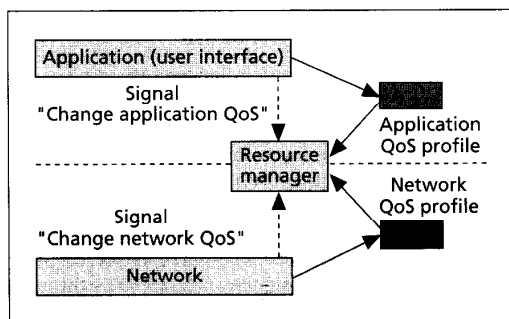 Application (user interface)
Signal
"Change application QoS"
Application
QoS profile
Resource
manager
Network
QoS profile
Signal
"Change network QoS"
Network